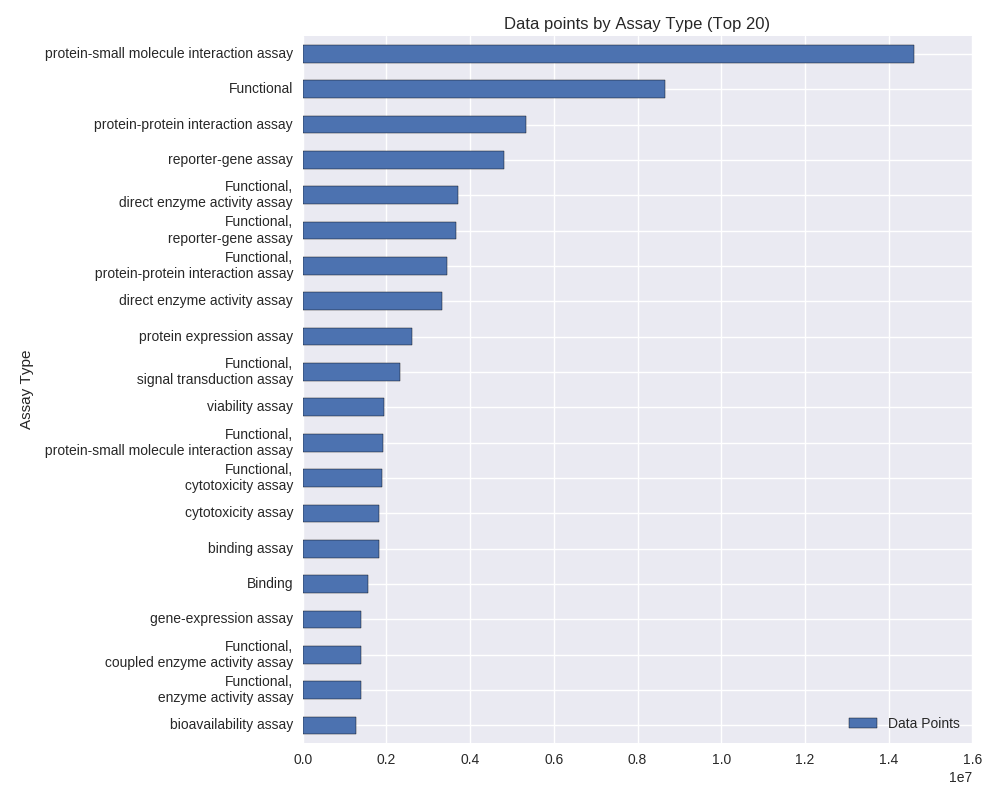 Data points by Assay Type (Top 20)
Assay Type
protein-small molecule interaction assay
Functional
protein-protein interaction assay
reporter-gene assay
Functional,
direct enzyme activity assay
Functional,
reporter-gene assay
Functional,
protein-protein interaction assay
direct enzyme activity assay
protein expression assay
Functional,
signal transduction assay
viability assay
Functional,
protein-small molecule interaction assay
Functional,
cytotoxicity assay
cytotoxicity assay
binding assay
Binding
gene-expression assay
Functional,
coupled enzyme activity assay
Functional,
enzyme activity assay
bioavailability assay
Data Points
0.0 0.2 0.4 0.6 0.8 1.0 1.2 1.4 1.6
1e7